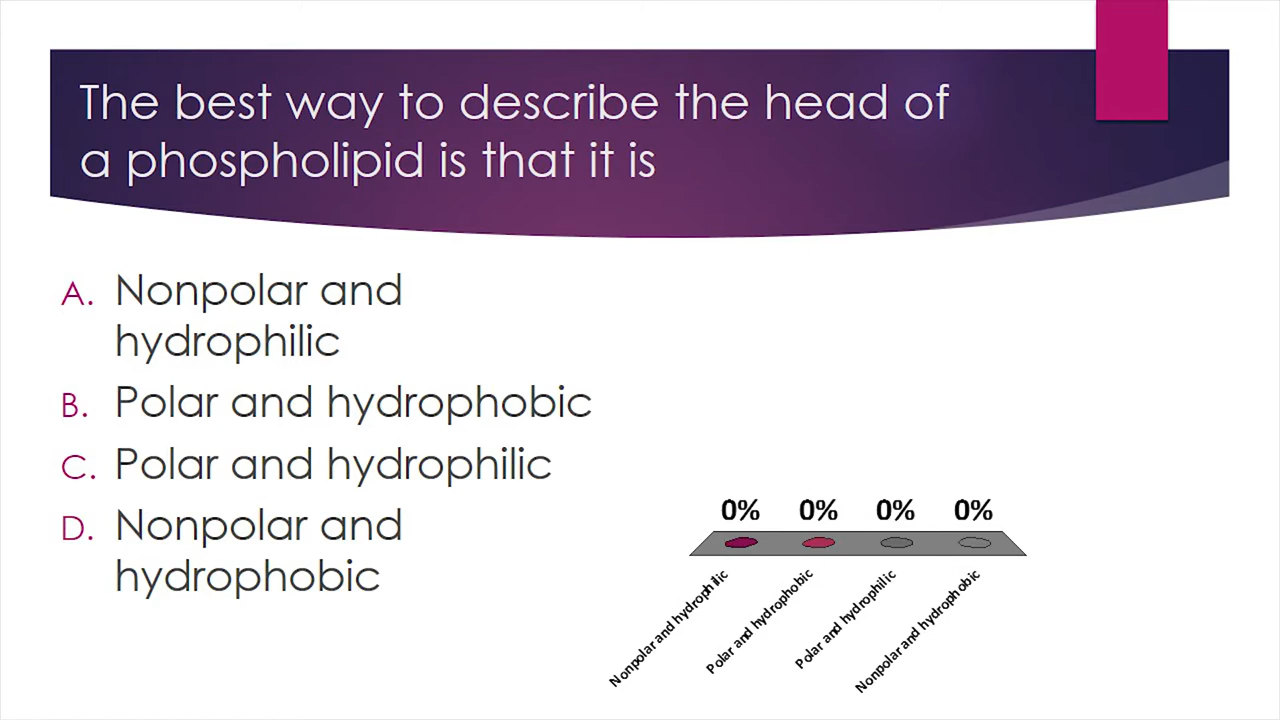 The best way to describe the head of
a phospholipid is that it is
A. Nonpolar and
hydrophilic
B. Polar and hydrophobic
C. Polar and hydrophilic
D. Nonpolar and
hydrophobic
0% 0% 0% 0%
Nonpolar and hydrophilic
Polar and hydrophobic
Polar and hydrophilic
Nonpolar and hydrophobic